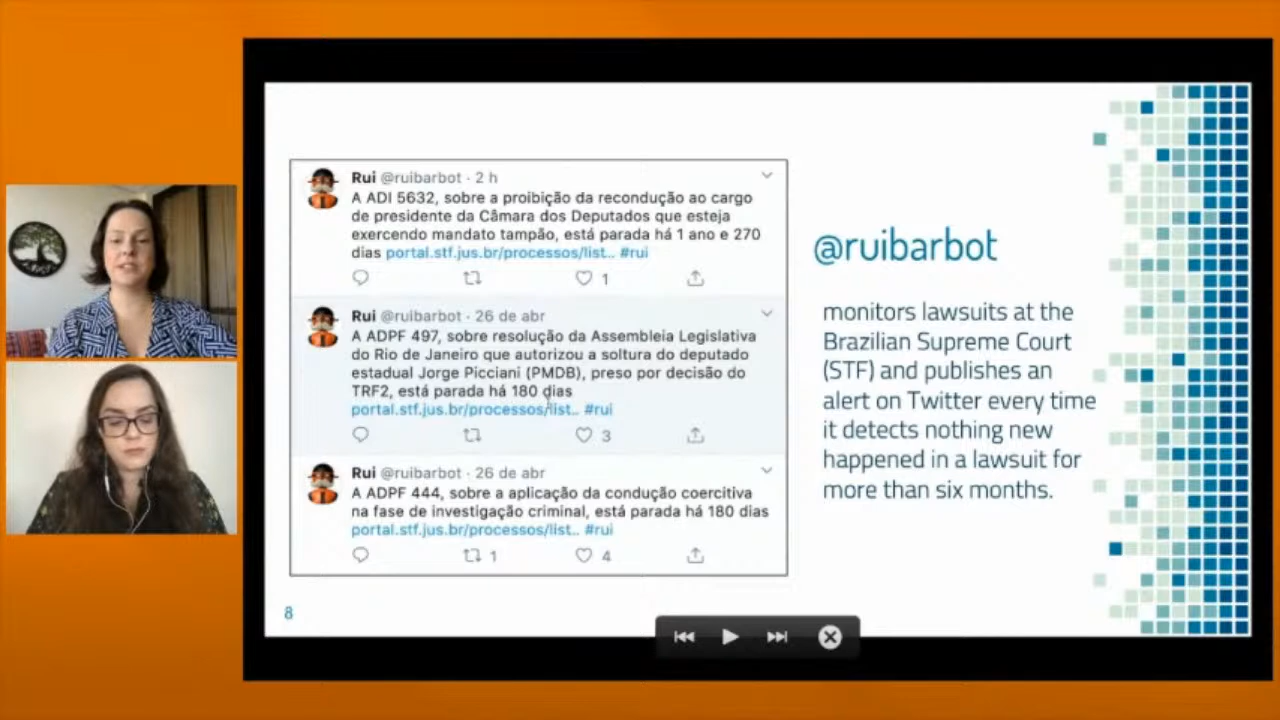 Rui @ruibarbot · 2 h
A ADI 5632, sobre a proibição da recondução ao cargo
de presidente da Câmara dos Deputados que esteja
exercendo mandato tampão, está parada há 1 ano e 270
dias portal.stf.jus.br/processos/list.. #rui
1
Rui @ruibarbot · 26 de abr
A ADPF 497, sobre resolução da Assembleia Legislativa
do Rio de Janeiro que autorizou a soltura do deputado
estadual Jorge Picciani (PMDB), preso por decisão do
TRF2, está parada há 180 dias
portal.stf.jus.br/processos/list.. #rui
3
Rui @ruibarbot · 26 de abr
A ADPF 444, sobre a aplicação da condução coercitiva
na fase de investigação criminal, está parada há 180 dias
portal.stf.jus.br/processos/list.. #rui
1 4
@ruibarbot
monitors lawsuits at the
Brazilian Supreme Court
(STF) and publishes an
alert on Twitter every time
it detects nothing new
happened in a lawsuit for
more than six months.
8